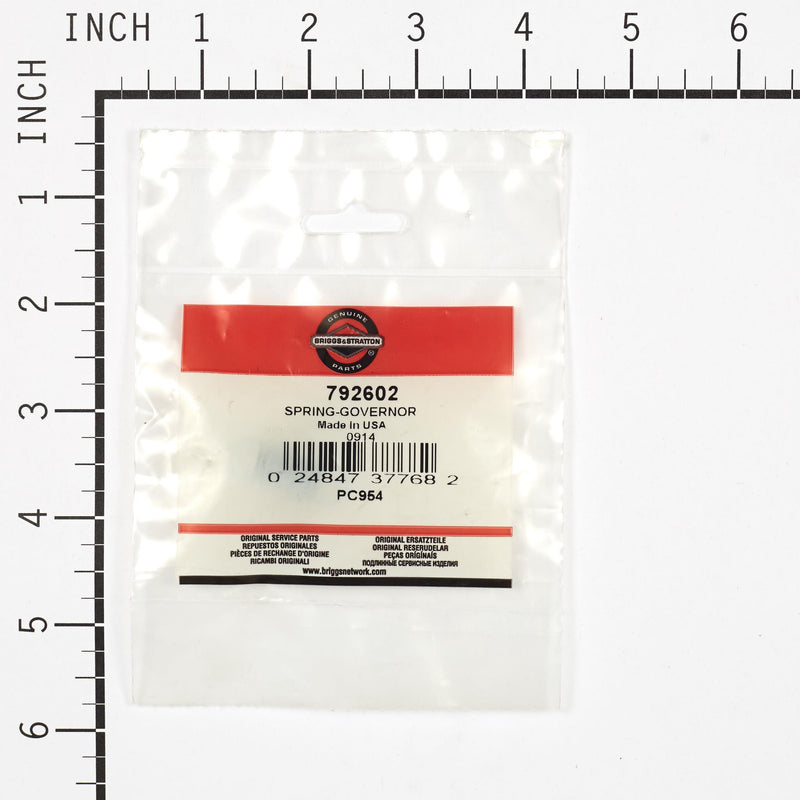 INCH 1 2 3 4 5 6
INCH
1
2
3
4
5
6
GENUINE
BRIGGS&STRATTON
®
PARTS
792602
SPRING-GOVERNOR
Made In USA
0914
0 24847 37768 2
PC954
ORIGINAL SERVICE PARTS
REPUESTOS ORIGINALES
PIÈCES DE RECHANGE D'ORIGINE
RICAMBI ORIGINALI
ORIGINAL ERSATZTEILE
ORIGINAL RESERUDELAR
PEÇAS ORIGÍNAIS
ПОДЛИННЫЕ СЕРВИСНЫЕ ИЗДЕЛИЯ
www.briggsnetwork.com